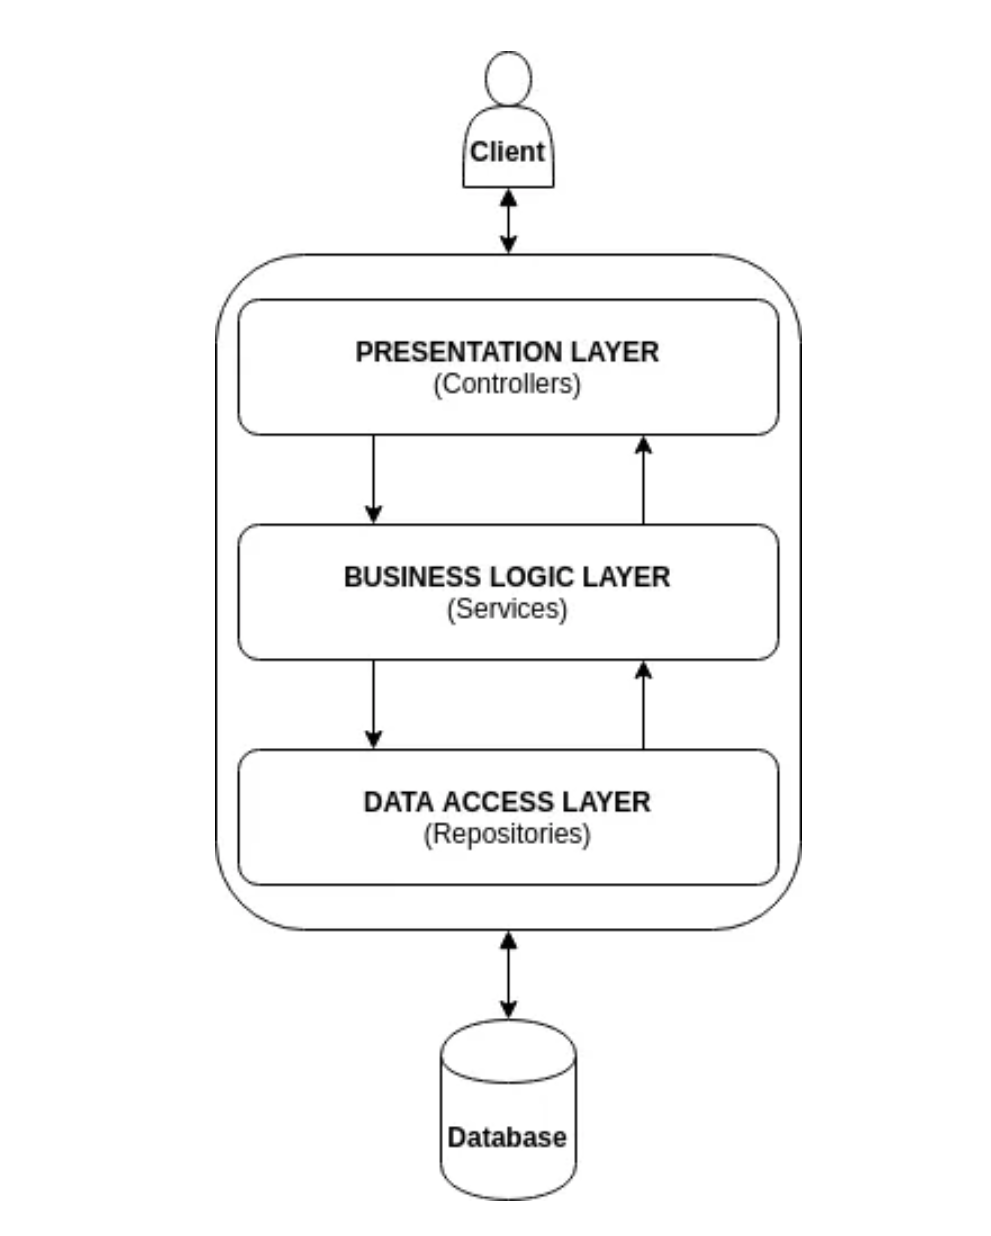 Client
PRESENTATION LAYER
(Controllers)
BUSINESS LOGIC LAYER
(Services)
DATA ACCESS LAYER
(Repositories)
Database